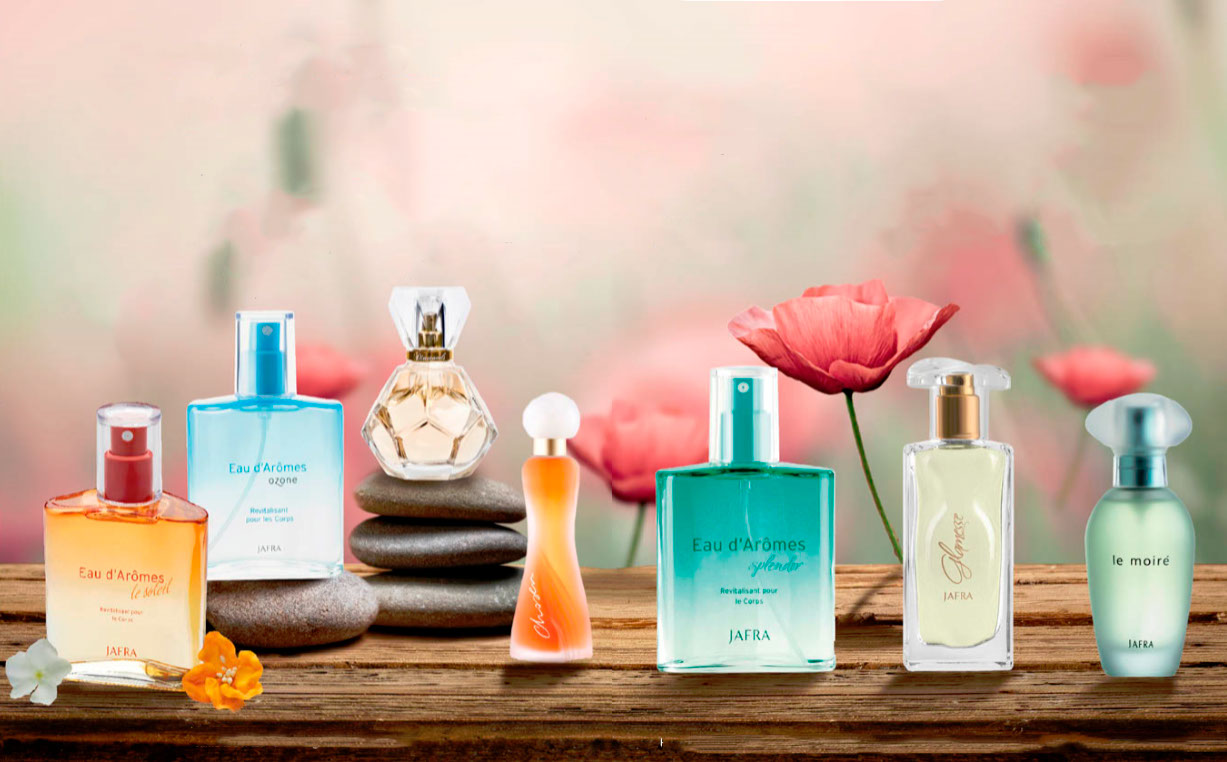 Eau d'Arômes
le soleil
Revitalisant pour
le Corps
JAFRA
Eau d'Arômes
ozone
Revitalisant
pour les Corps
JAFRA
Eau d'Arômes
splendor
Revitalisant pour
le Corps
JAFRA
JAFRA
le moiré
JAFRA